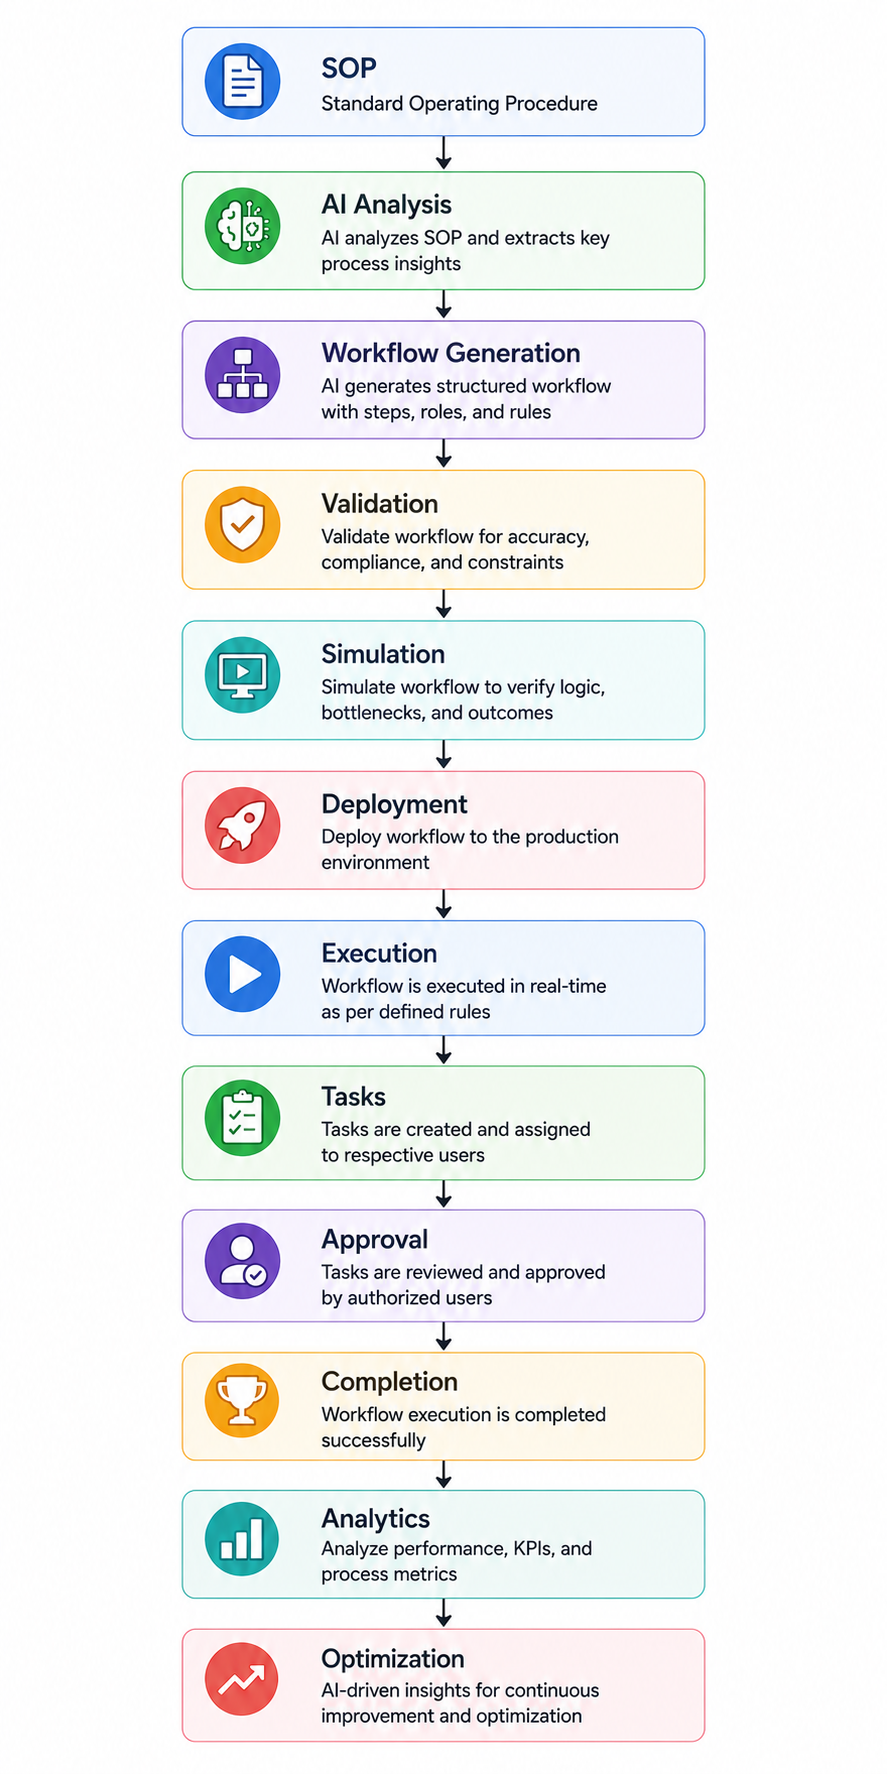 SOP
Standard Operating Procedure
AI Analysis
AI analyzes SOP and extracts key
process insights
Workflow Generation
AI generates structured workflow
with steps, roles, and rules
Validation
Validate workflow for accuracy,
compliance, and constraints
Simulation
Simulate workflow to verify logic,
bottlenecks, and outcomes
Deployment
Deploy workflow to the production
environment
Execution
Workflow is executed in real-time
as per defined rules
Tasks
Tasks are created and assigned
to respective users
Approval
Tasks are reviewed and approved
by authorized users
Completion
Workflow execution is completed
successfully
Analytics
Analyze performance, KPIs, and
process metrics
Optimization
AI-driven insights for continuous
improvement and optimization